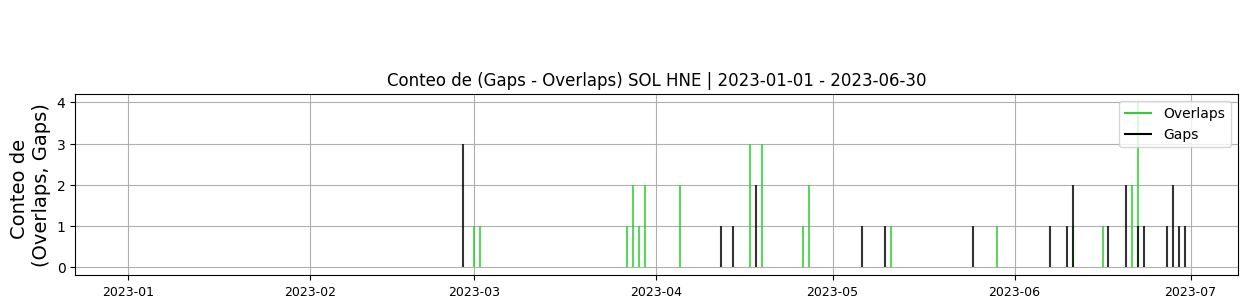 Conteo de (Gaps - Overlaps) SOL HNE | 2023-01-01 - 2023-06-30
Conteo de
(Overlaps, Gaps)
4
3
2
1
0
Overlaps
Gaps
2023-01
2023-02
2023-03
2023-04
2023-05
2023-06
2023-07